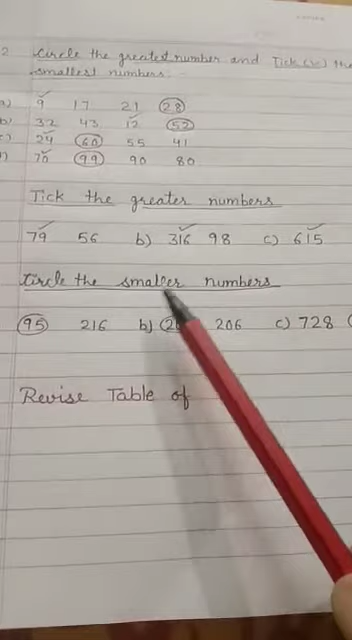 2 Circle the greatest number and Tick (✓) the
smallest numbers.
a) 9 17 21 28
b) 32 43 12 52
c) 24 60 55 41
d) 70 99 90 80
Tick the greater numbers
79 56 b) 316 98 c) 615
Circle the smaller numbers
95 216 b) 206 c) 728
Revise Table of